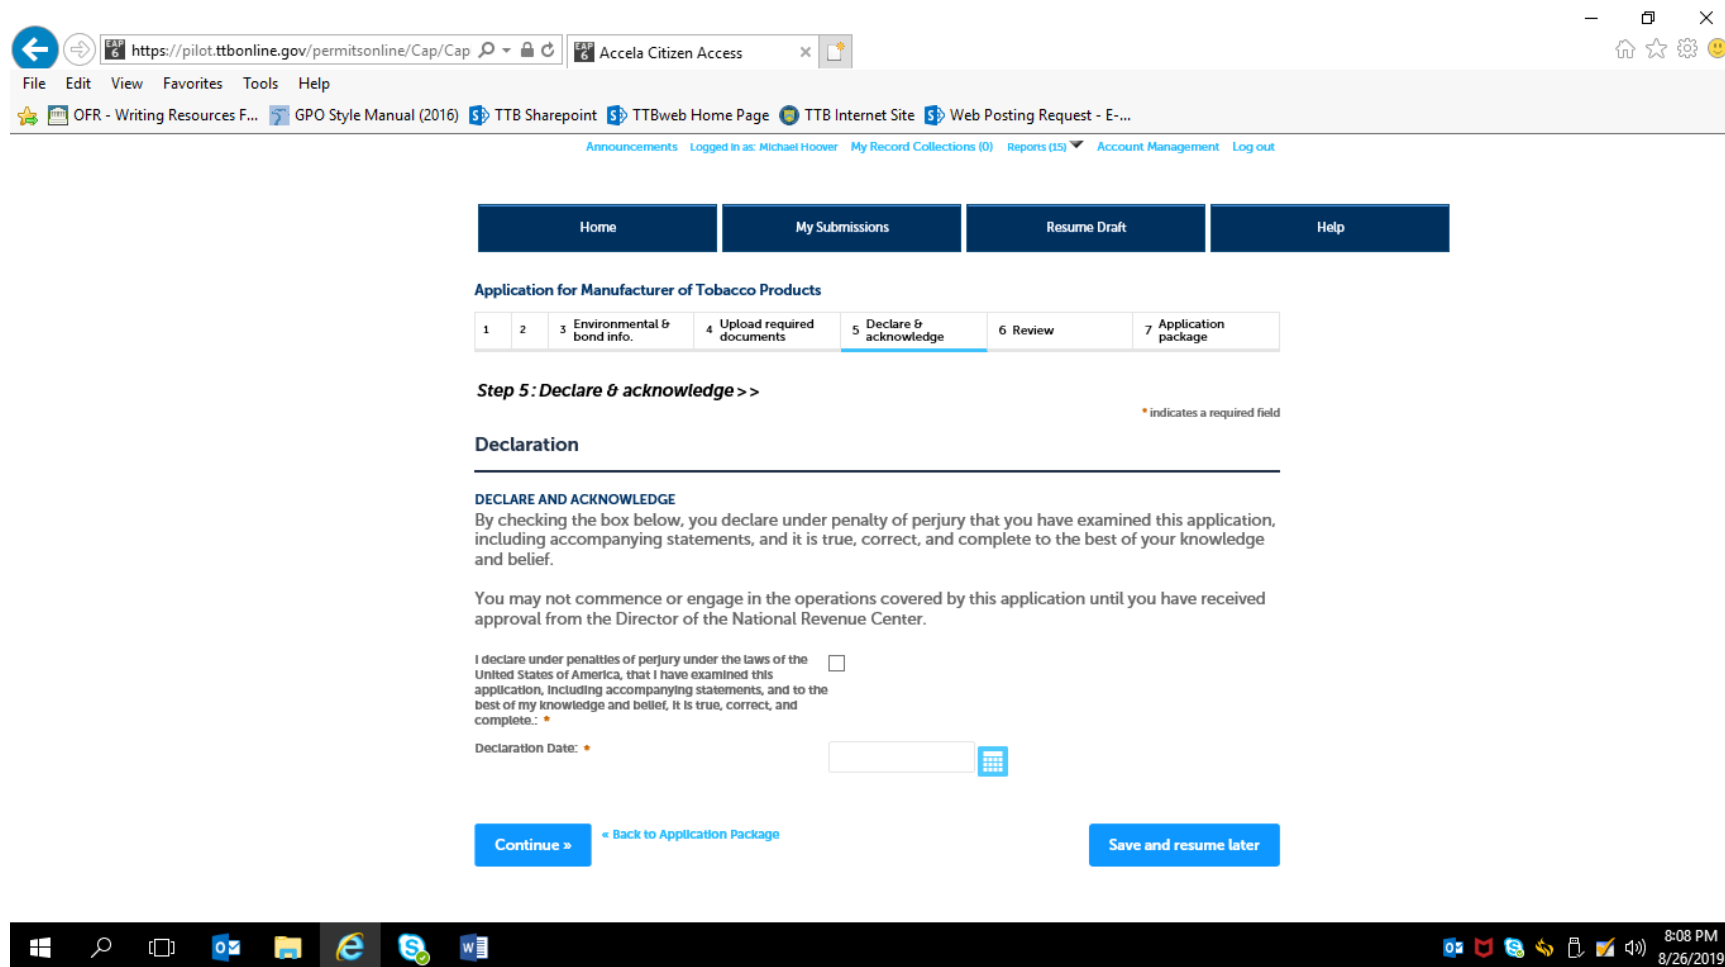 https://pilot.ttbonline.gov/permitsonline/Cap/Cap
EAP 6 Accela Citizen Access
File Edit View Favorites Tools Help
OFR - Writing Resources F... GPO Style Manual (2016) TTB Sharepoint TTBweb Home Page TTB Internet Site Web Posting Request - E-...
Announcements Logged in as: Michael Hoover My Record Collections (0) Reports (15) Account Management Log out
Home My Submissions Resume Draft Help
Application for Manufacturer of Tobacco Products
1 2 3 Environmental & bond info. 4 Upload required documents 5 Declare & acknowledge 6 Review 7 Application package
Step 5: Declare & acknowledge>>
* indicates a required field
Declaration
DECLARE AND ACKNOWLEDGE
By checking the box below, you declare under penalty of perjury that you have examined this application,
including accompanying statements, and it is true, correct, and complete to the best of your knowledge
and belief.
You may not commence or engage in the operations covered by this application until you have received
approval from the Director of the National Revenue Center.
I declare under penalties of perjury under the laws of the
United States of America, that I have examined this
application, including accompanying statements, and to the
best of my knowledge and belief, it is true, correct, and
complete.: *
Declaration Date: *
Continue » « Back to Application Package Save and resume later
8:08 PM
8/26/2019